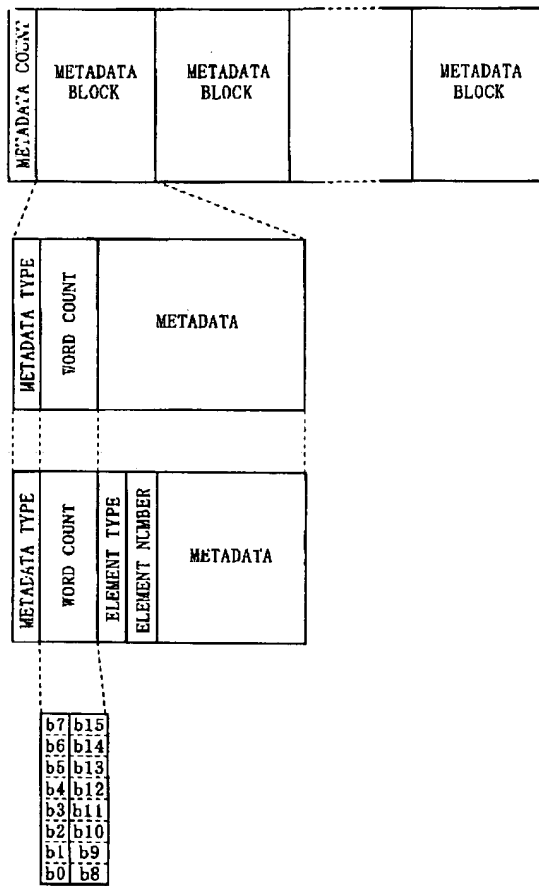 METADATA COUNT
METADATA
BLOCK
METADATA
BLOCK
METADATA
BLOCK
METADATA TYPE
WORD COUNT
METADATA
METADATA TYPE
WORD COUNT
ELEMENT TYPE
ELEMENT NUMBER
METADATA
b7 b15
b6 b14
b5 b13
b4 b12
b3 b11
b2 b10
b1 b9
b0 b8